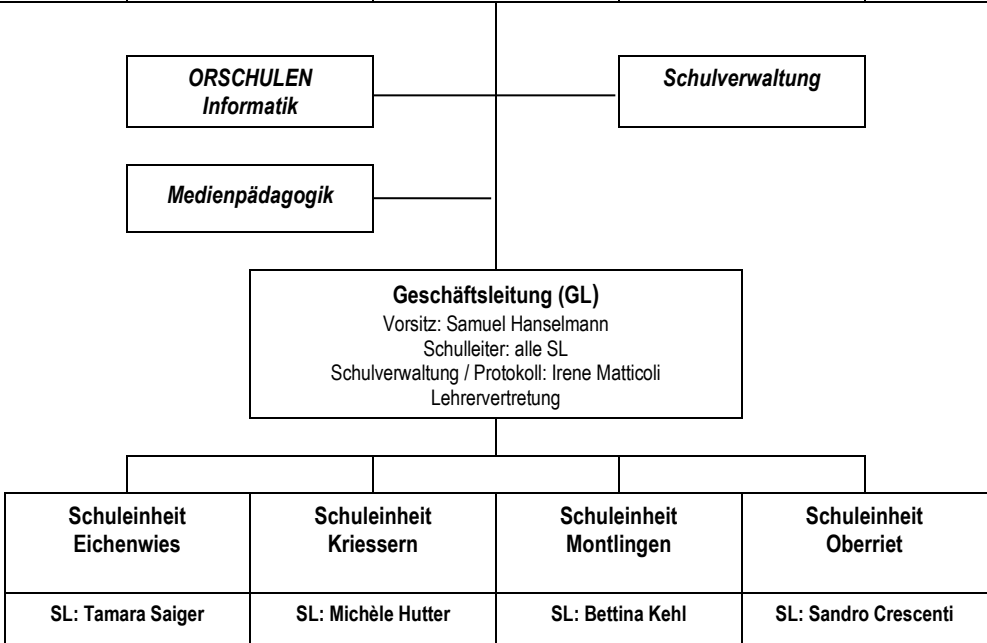 ORSCHULEN
Informatik
Schulverwaltung
Medienpädagogik
Geschäftsleitung (GL)
Vorsitz: Samuel Hanselmann
Schulleiter: alle SL
Schulverwaltung / Protokoll: Irene Matticoli
Lehrervertretung
Schuleinheit
Eichenwies
Schuleinheit
Kriessern
Schuleinheit
Montlingen
Schuleinheit
Oberriet
SL: Tamara Saiger
SL: Michèle Hutter
SL: Bettina Kehl
SL: Sandro Crescenti